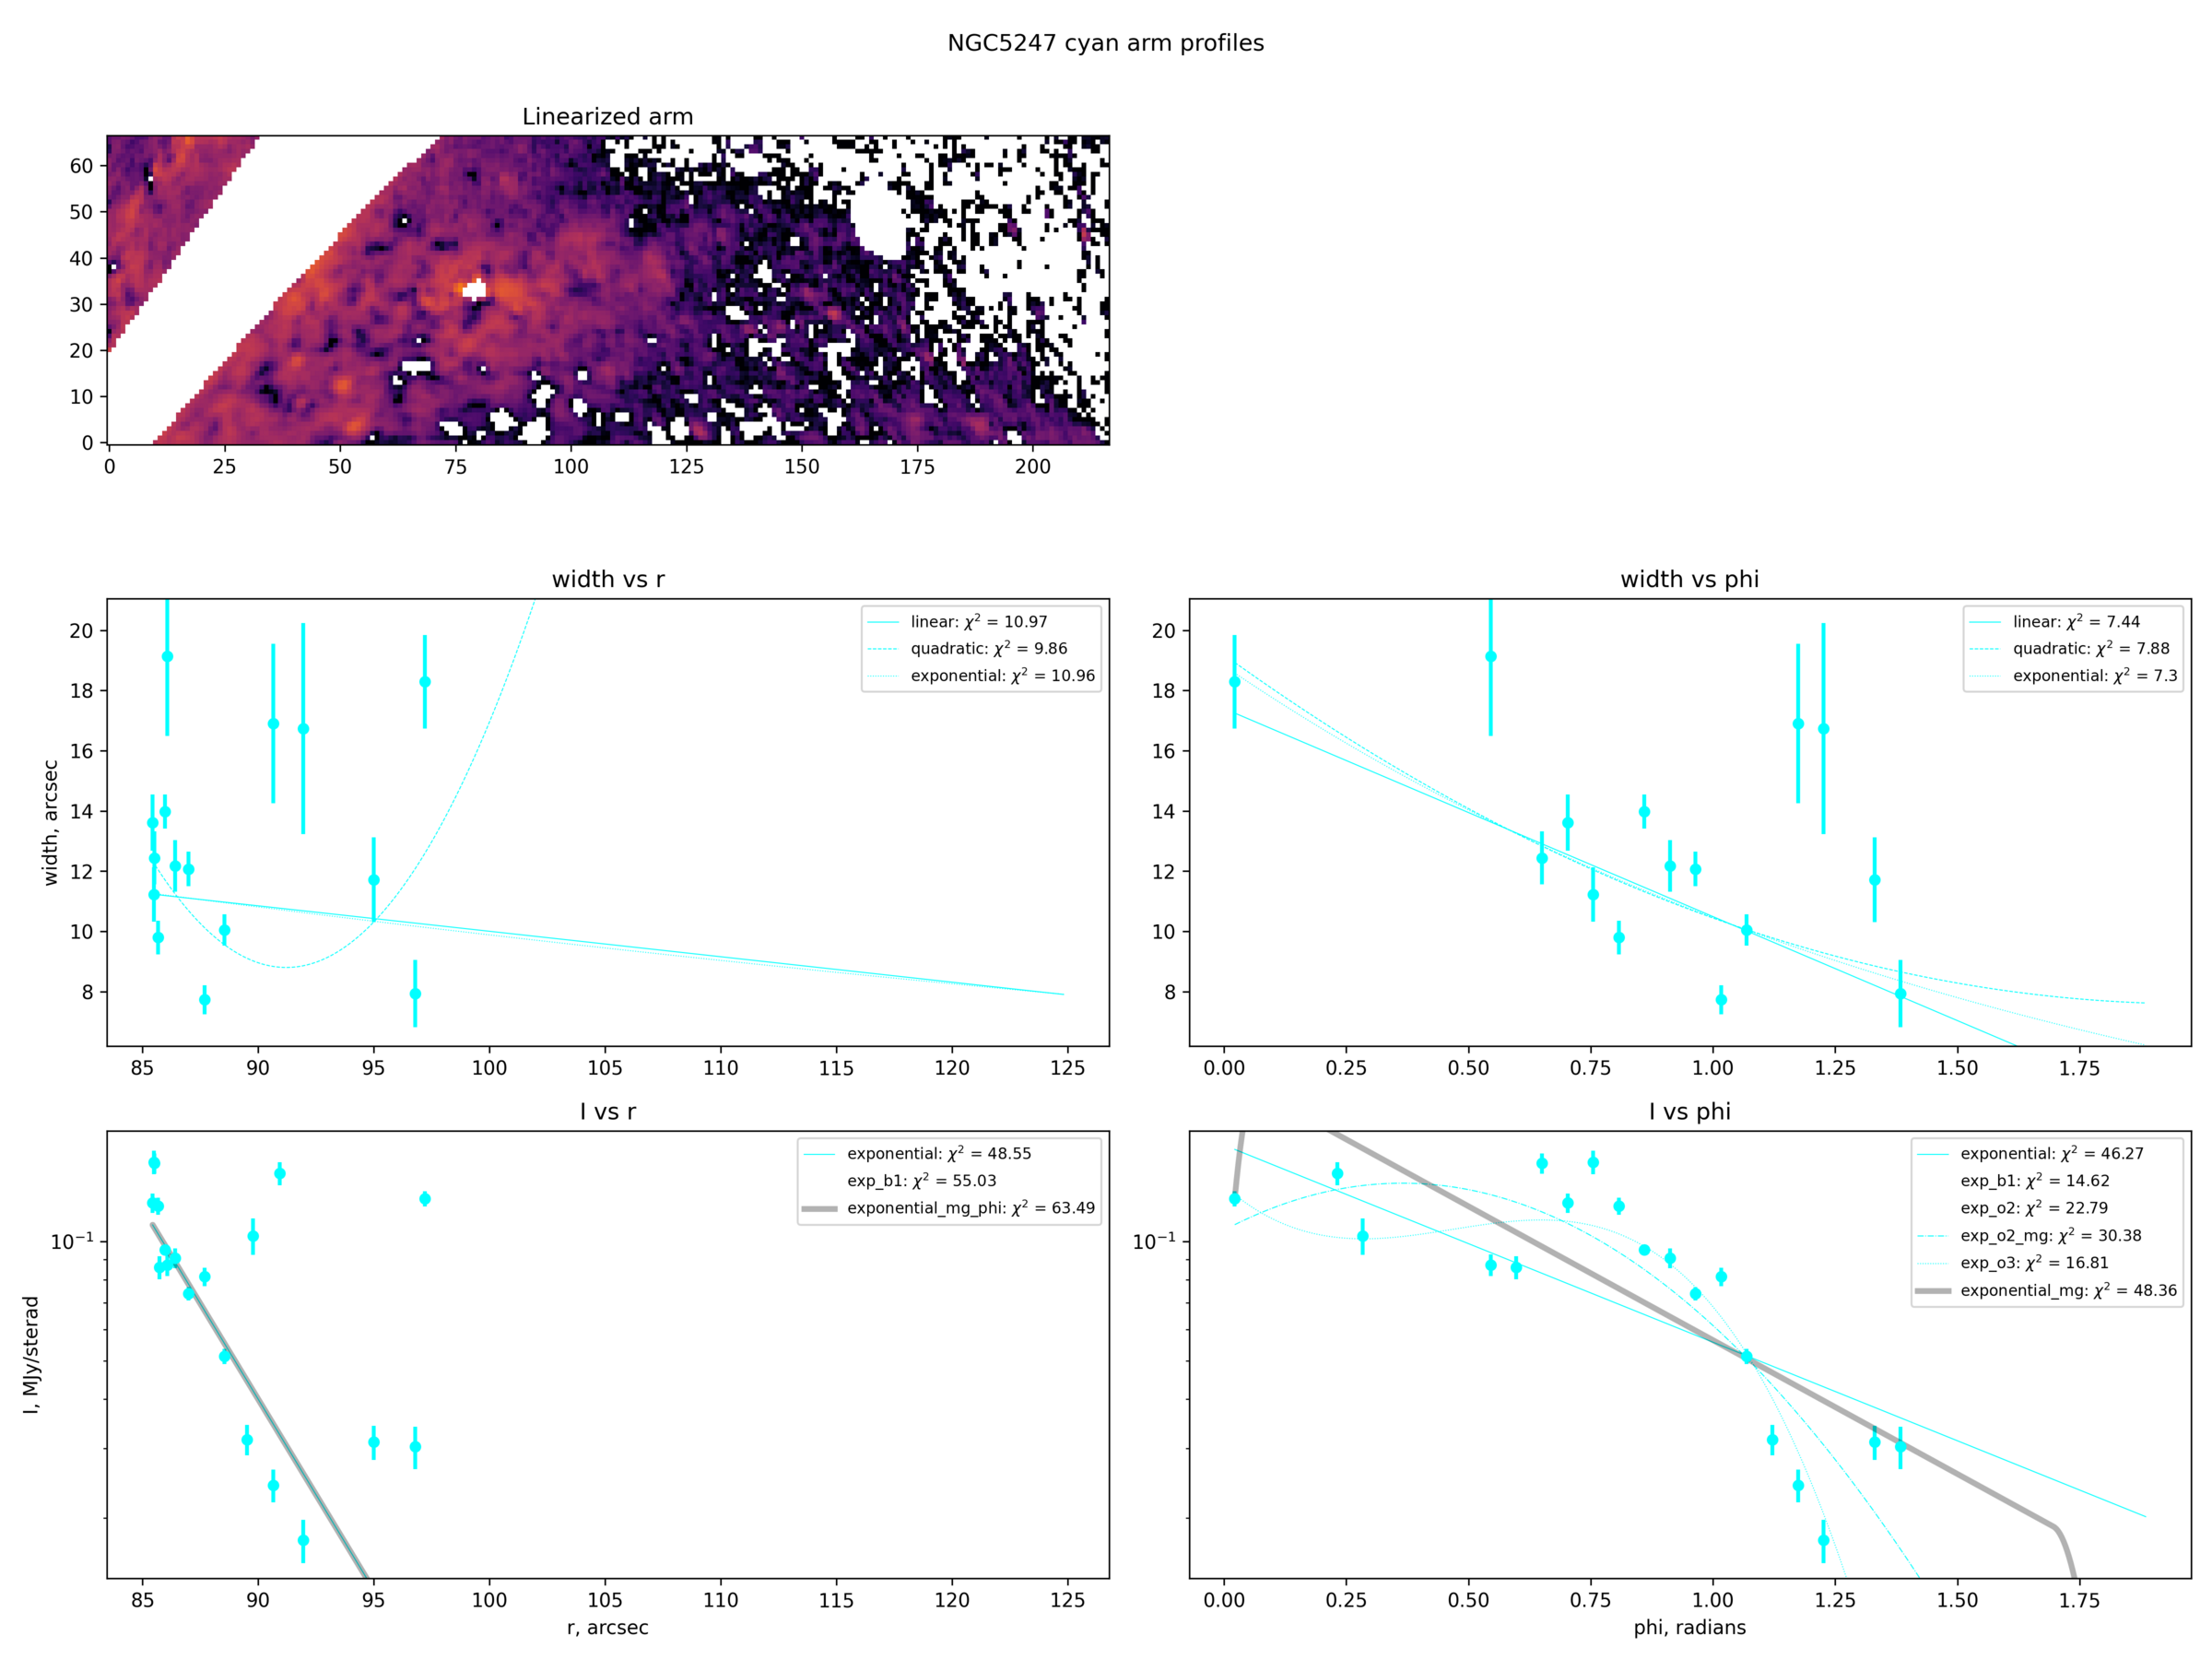 NGC5247 cyan arm profiles
Linearized arm
60
50
40
30
20
10
0
0 25 50 75 100 125 150 175 200
width vs r
width, arcsec
20
18
16
14
12
10
8
linear: χ² = 10.97
quadratic: χ² = 9.86
exponential: χ² = 10.96
85 90 95 100 105 110 115 120 125
width vs phi
20
18
16
14
12
10
8
linear: χ² = 7.44
quadratic: χ² = 7.88
exponential: χ² = 7.3
0.00 0.25 0.50 0.75 1.00 1.25 1.50 1.75
I vs r
I, MJy/sterad
10⁻¹
exponential: χ² = 48.55
exp_b1: χ² = 55.03
exponential_mg_phi: χ² = 63.49
85 90 95 100 105 110 115 120 125
r, arcsec
I vs phi
10⁻¹
exponential: χ² = 46.27
exp_b1: χ² = 14.62
exp_o2: χ² = 22.79
exp_o2_mg: χ² = 30.38
exp_o3: χ² = 16.81
exponential_mg: χ² = 48.36
0.00 0.25 0.50 0.75 1.00 1.25 1.50 1.75
phi, radians